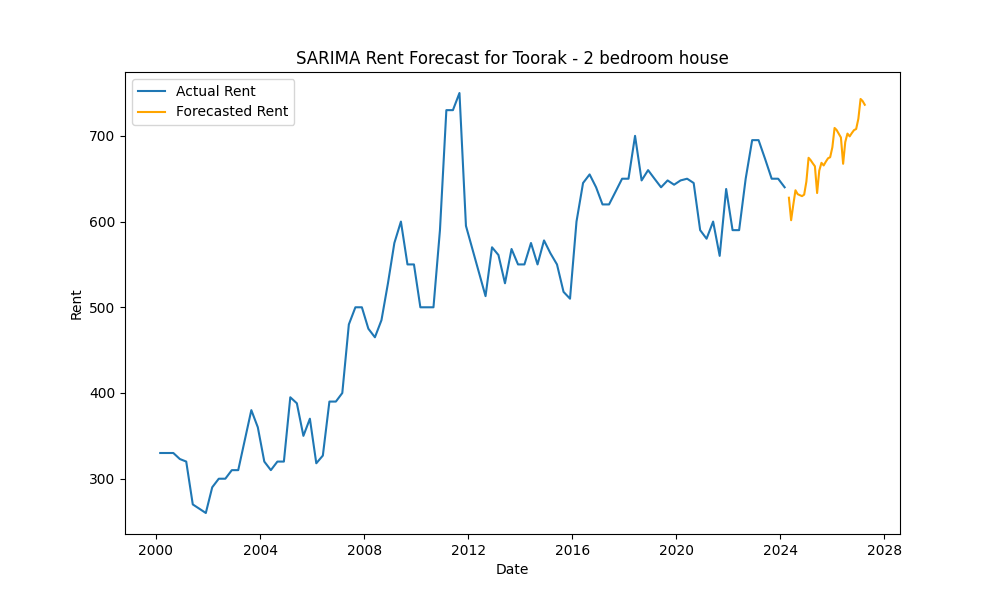 SARIMA Rent Forecast for Toorak - 2 bedroom house
Actual Rent
Forecasted Rent
700
600
500
400
300
Rent
2000 2004 2008 2012 2016 2020 2024 2028
Date